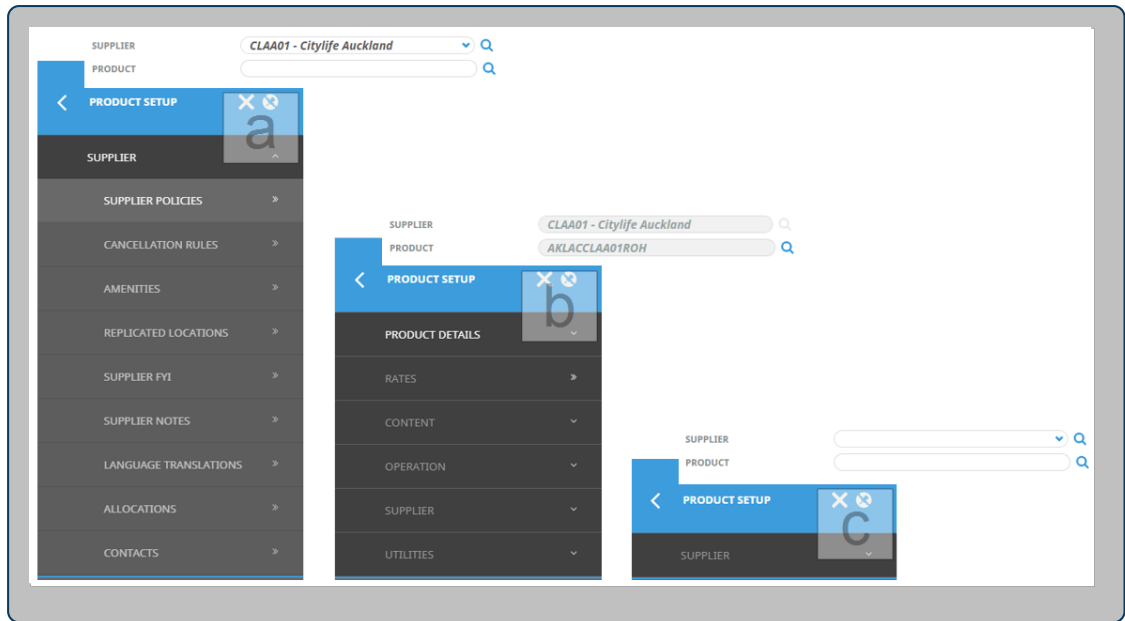 SUPPLIER CLAA01 - Citylife Auckland
PRODUCT
PRODUCT SETUP
a
SUPPLIER
SUPPLIER POLICIES
CANCELLATION RULES
AMENITIES
REPLICATED LOCATIONS
SUPPLIER FYI
SUPPLIER NOTES
LANGUAGE TRANSLATIONS
ALLOCATIONS
CONTACTS
SUPPLIER CLAA01 - Citylife Auckland
PRODUCT AKLACCLAA01ROH
PRODUCT SETUP
b
PRODUCT DETAILS
RATES
CONTENT
OPERATION
SUPPLIER
UTILITIES
SUPPLIER
PRODUCT
PRODUCT SETUP
c
SUPPLIER